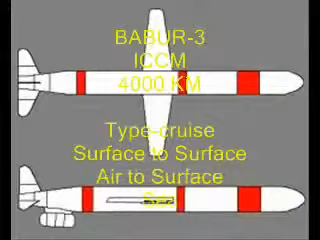 BABUR-3
ICCM
4000 KM
Type-cruise
Surface to Surface
Air to Surface